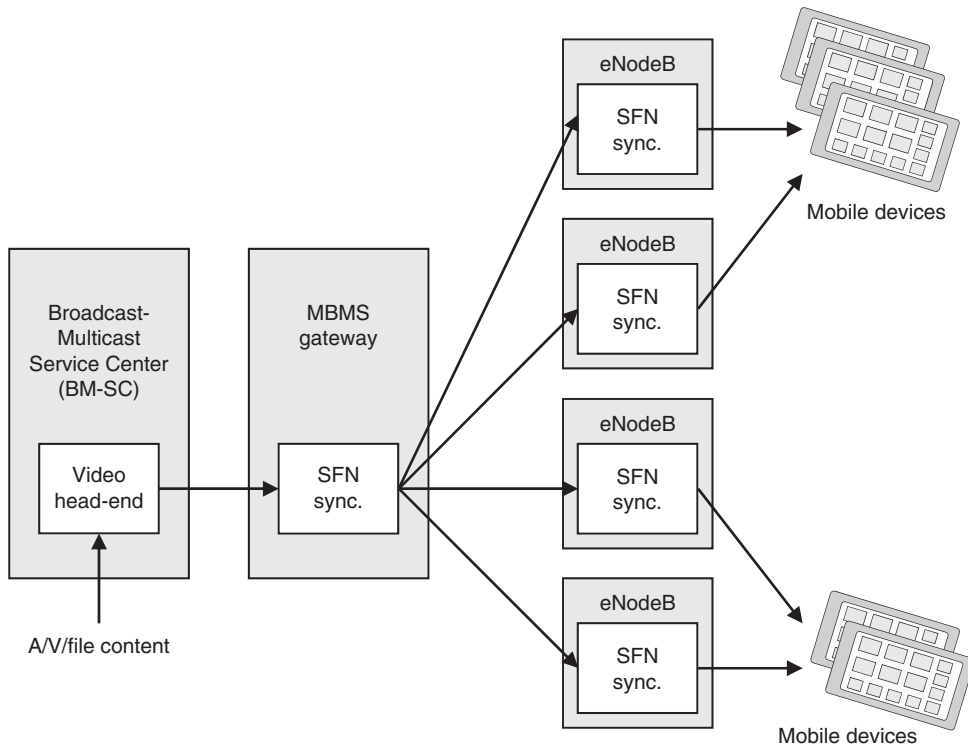 eNodeB
SFN
sync.
Mobile devices
eNodeB
SFN
sync.
Broadcast-
Multicast
Service Center
(BM-SC)
Video
head-end
A/V/file content
MBMS
gateway
SFN
sync.
eNodeB
SFN
sync.
eNodeB
SFN
sync.
Mobile devices